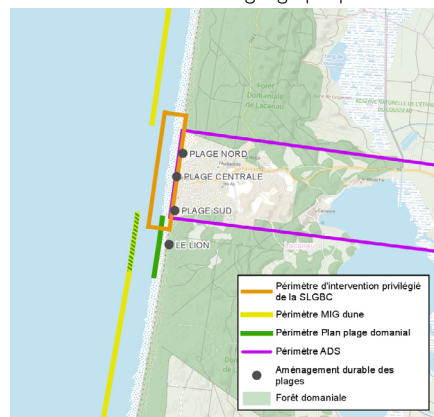 Forêt
Domaniale
de Lacanau
PLAGE NORD
PLAGE CENTRALE
PLAGE SUD
LE LION
Lacanau
Périmètre d'intervention privilégié
de la SLGBC
Périmètre MIG dune
Périmètre Plan plage domanial
Périmètre ADS
Aménagement durable des
plages
Forêt domaniale